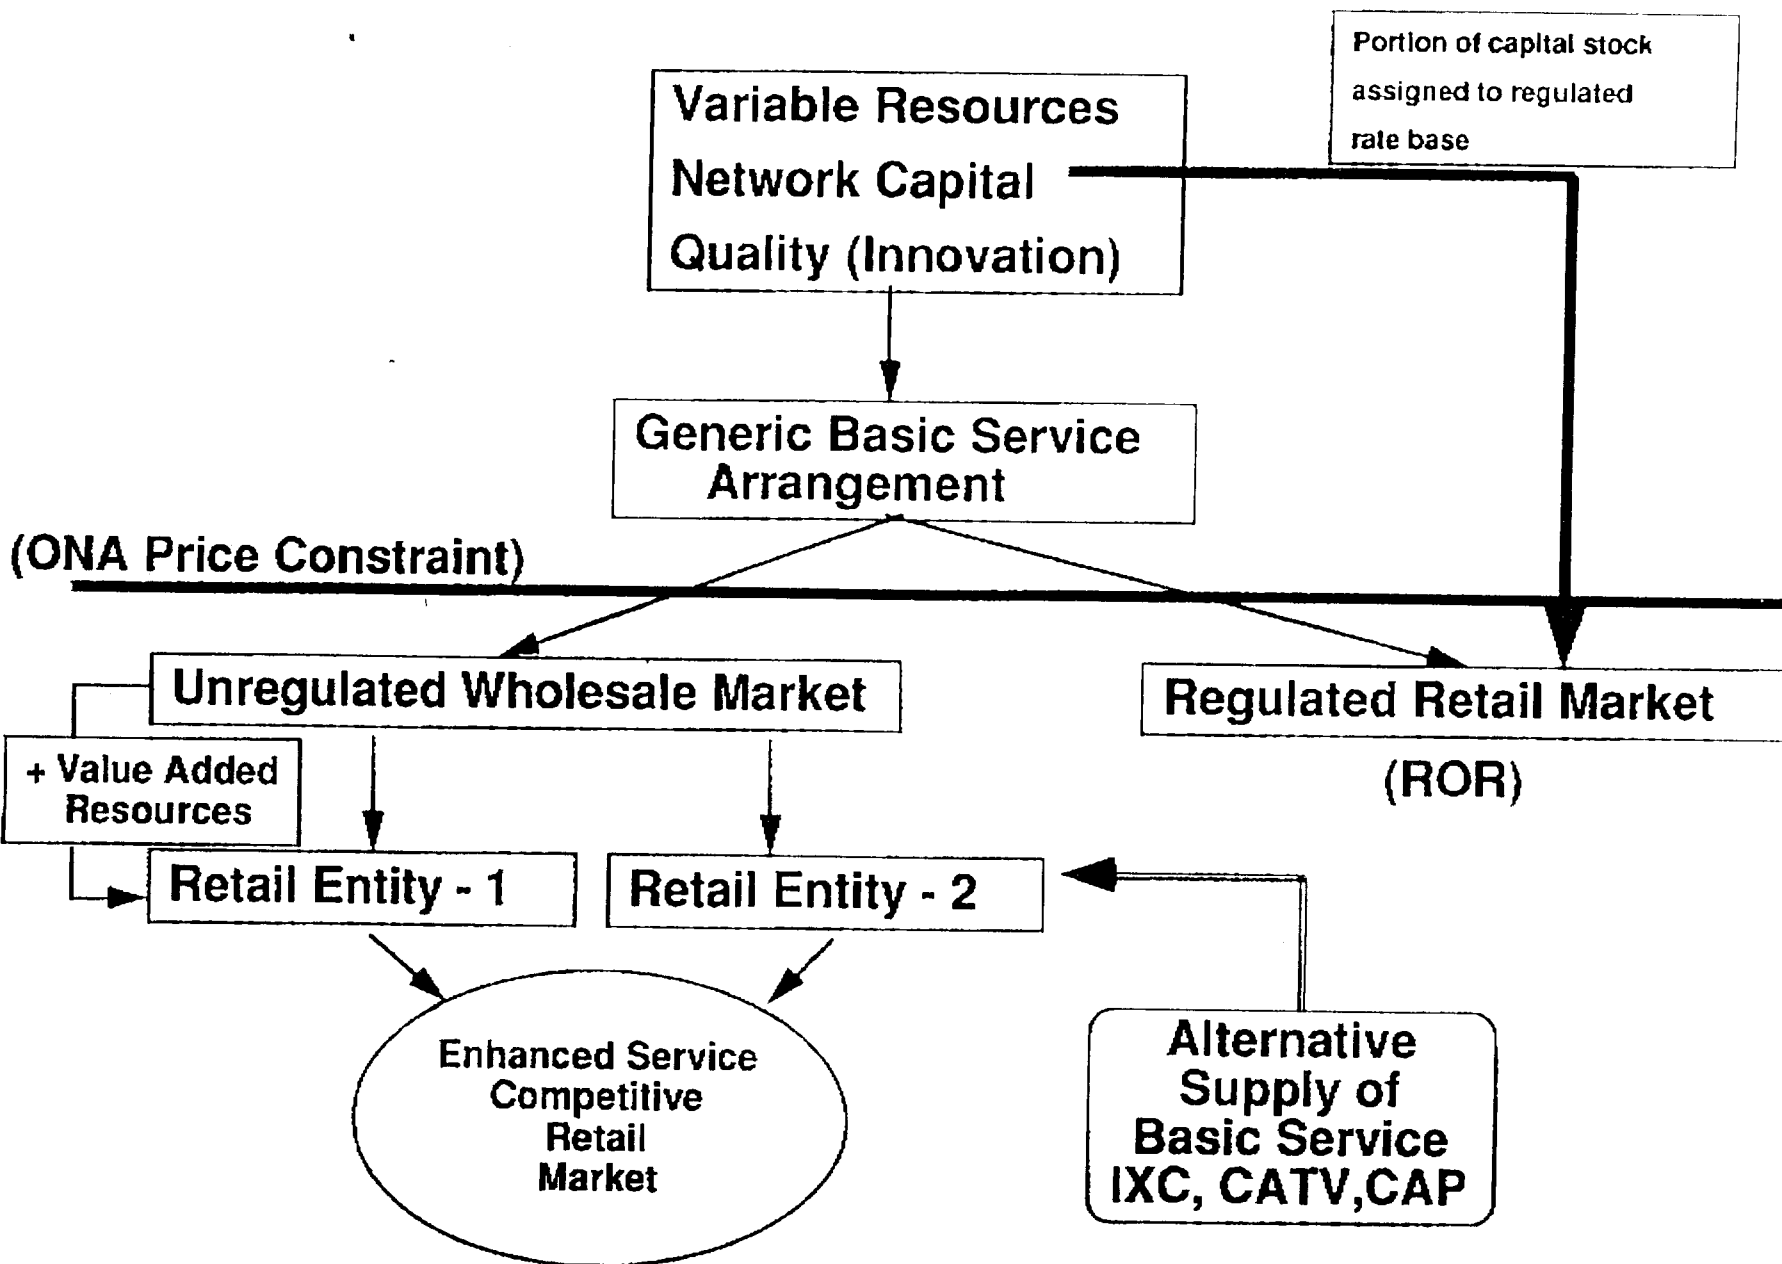 Portion of capital stock
assigned to regulated
rate base
Variable Resources
Network Capital
Quality (Innovation)
Generic Basic Service
Arrangement
(ONA Price Constraint)
Unregulated Wholesale Market
Regulated Retail Market
(ROR)
+ Value Added
Resources
Retail Entity - 1
Retail Entity - 2
Enhanced Service
Competitive
Retail
Market
Alternative
Supply of
Basic Service
IXC, CATV,CAP